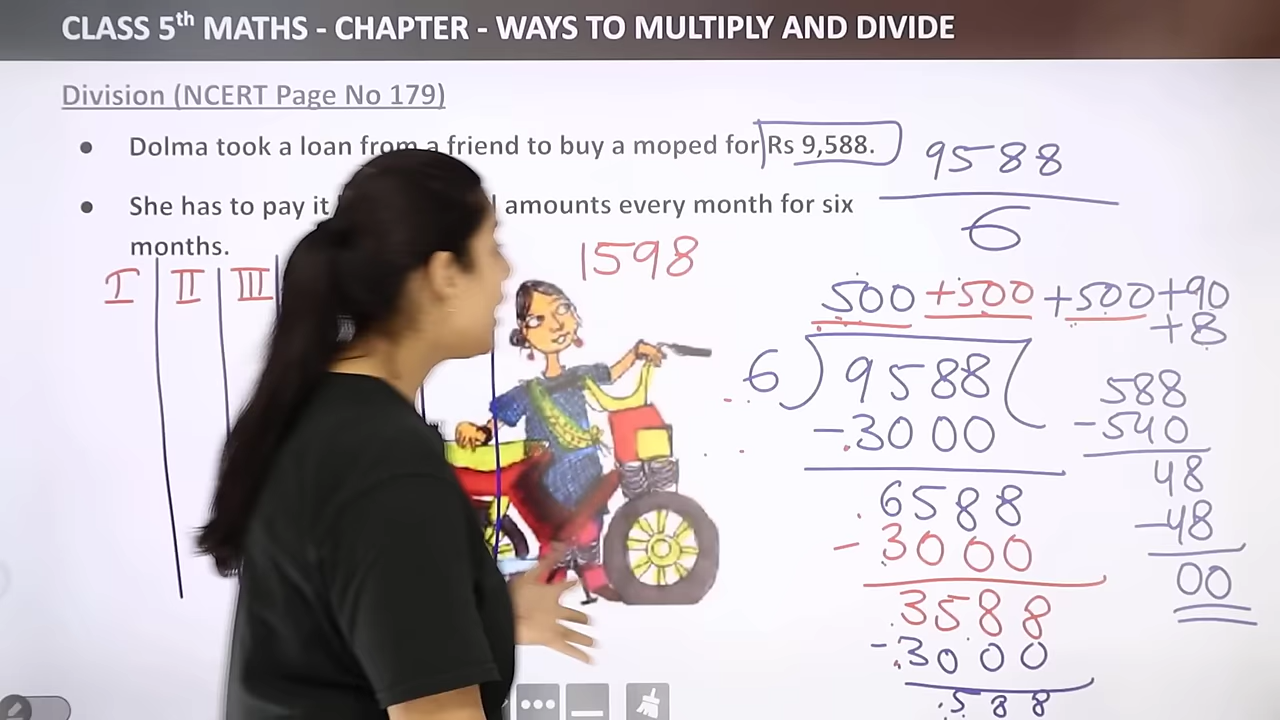 CLASS 5th MATHS - CHAPTER - WAYS TO MULTIPLY AND DIVIDE
Division (NCERT Page No 179)
Dolma took a loan from a friend to buy a moped for Rs 9,588.
She has to pay it amounts every month for six
months.
I II III
1598
9588
6
500 +500 +500 +90
+8
6 9588
-3000
6588
-3000
3588
-3000
588
588
-540
48
-48
00